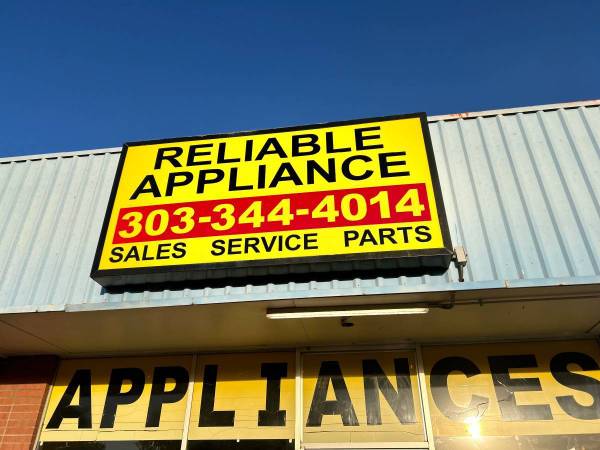 RELIABLE
APPLIANCE
303-344-4014
SALES SERVICE PARTS
APPLIANCES